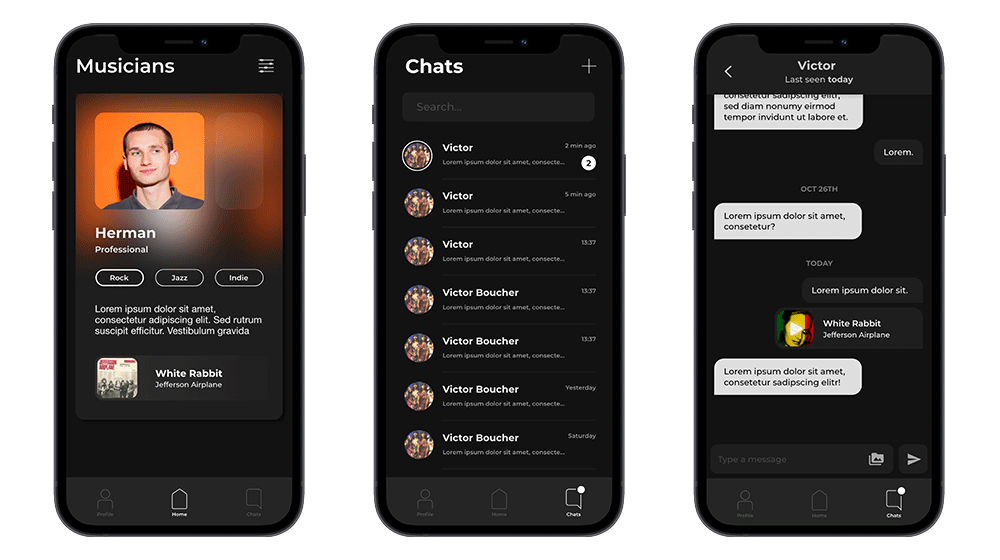 Musicians
Herman
Professional
Rock
Jazz
Indie
Lorem ipsum dolor sit amet,
consectetur adipiscing elit. Sed rutrum
suscipit efficitur. Vestibulum gravida
White Rabbit
Jefferson Airplane
Profile
Home
Chats
Chats
Search...
Victor
2 min ago
Lorem ipsum dolor sit amet, consecte...
2
Victor
5 min ago
Lorem ipsum dolor sit amet, consecte...
Victor
13:37
Lorem ipsum dolor sit amet, consecte...
Victor Boucher
13:37
Lorem ipsum dolor sit amet, consecte...
Victor Boucher
13:37
Lorem ipsum dolor sit amet, consecte...
Victor Boucher
Yesterday
Lorem ipsum dolor sit amet, consecte...
Victor Boucher
Saturday
Lorem ipsum dolor sit amet, consecte...
Profile
Home
Chats
Victor
Last seen today
consetetur sadipscing elitr,
sed diam nonumy eirmod
tempor invidunt ut labore et.
Lorem.
OCT 26TH
Lorem ipsum dolor sit amet,
consetetur?
TODAY
Lorem ipsum dolor sit.
White Rabbit
Jefferson Airplane
Lorem ipsum dolor sit amet,
consetetur sadipscing elitr!
Type a message
Profile
Home
Chats